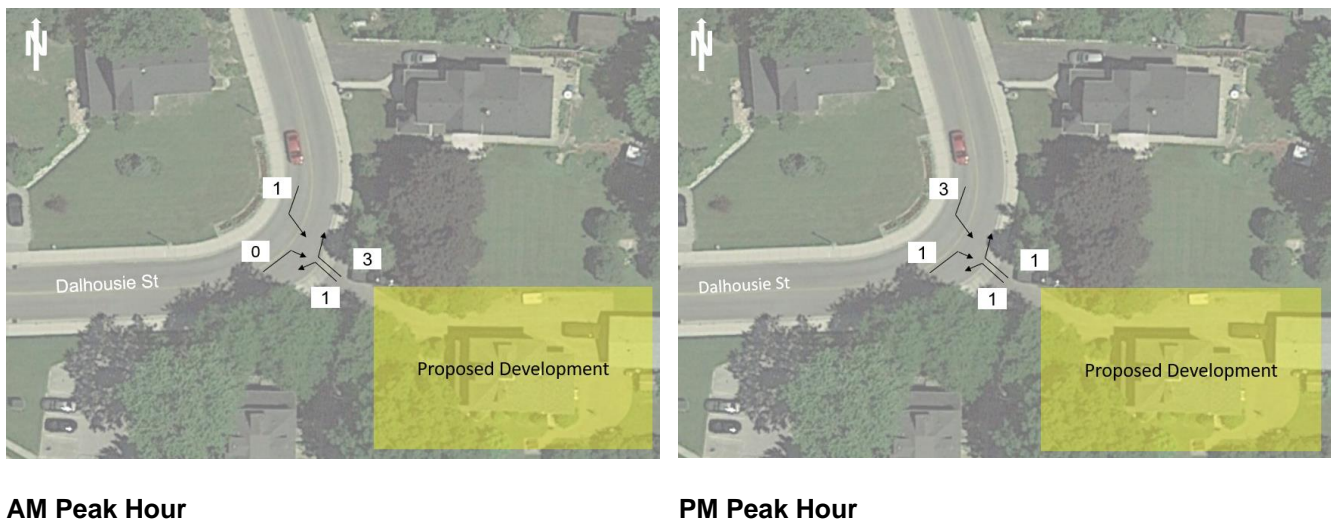 N
1
0
3
1
Dalhousie St
Proposed Development
AM Peak Hour
N
3
1
1
1
Dalhousie St
Proposed Development
PM Peak Hour